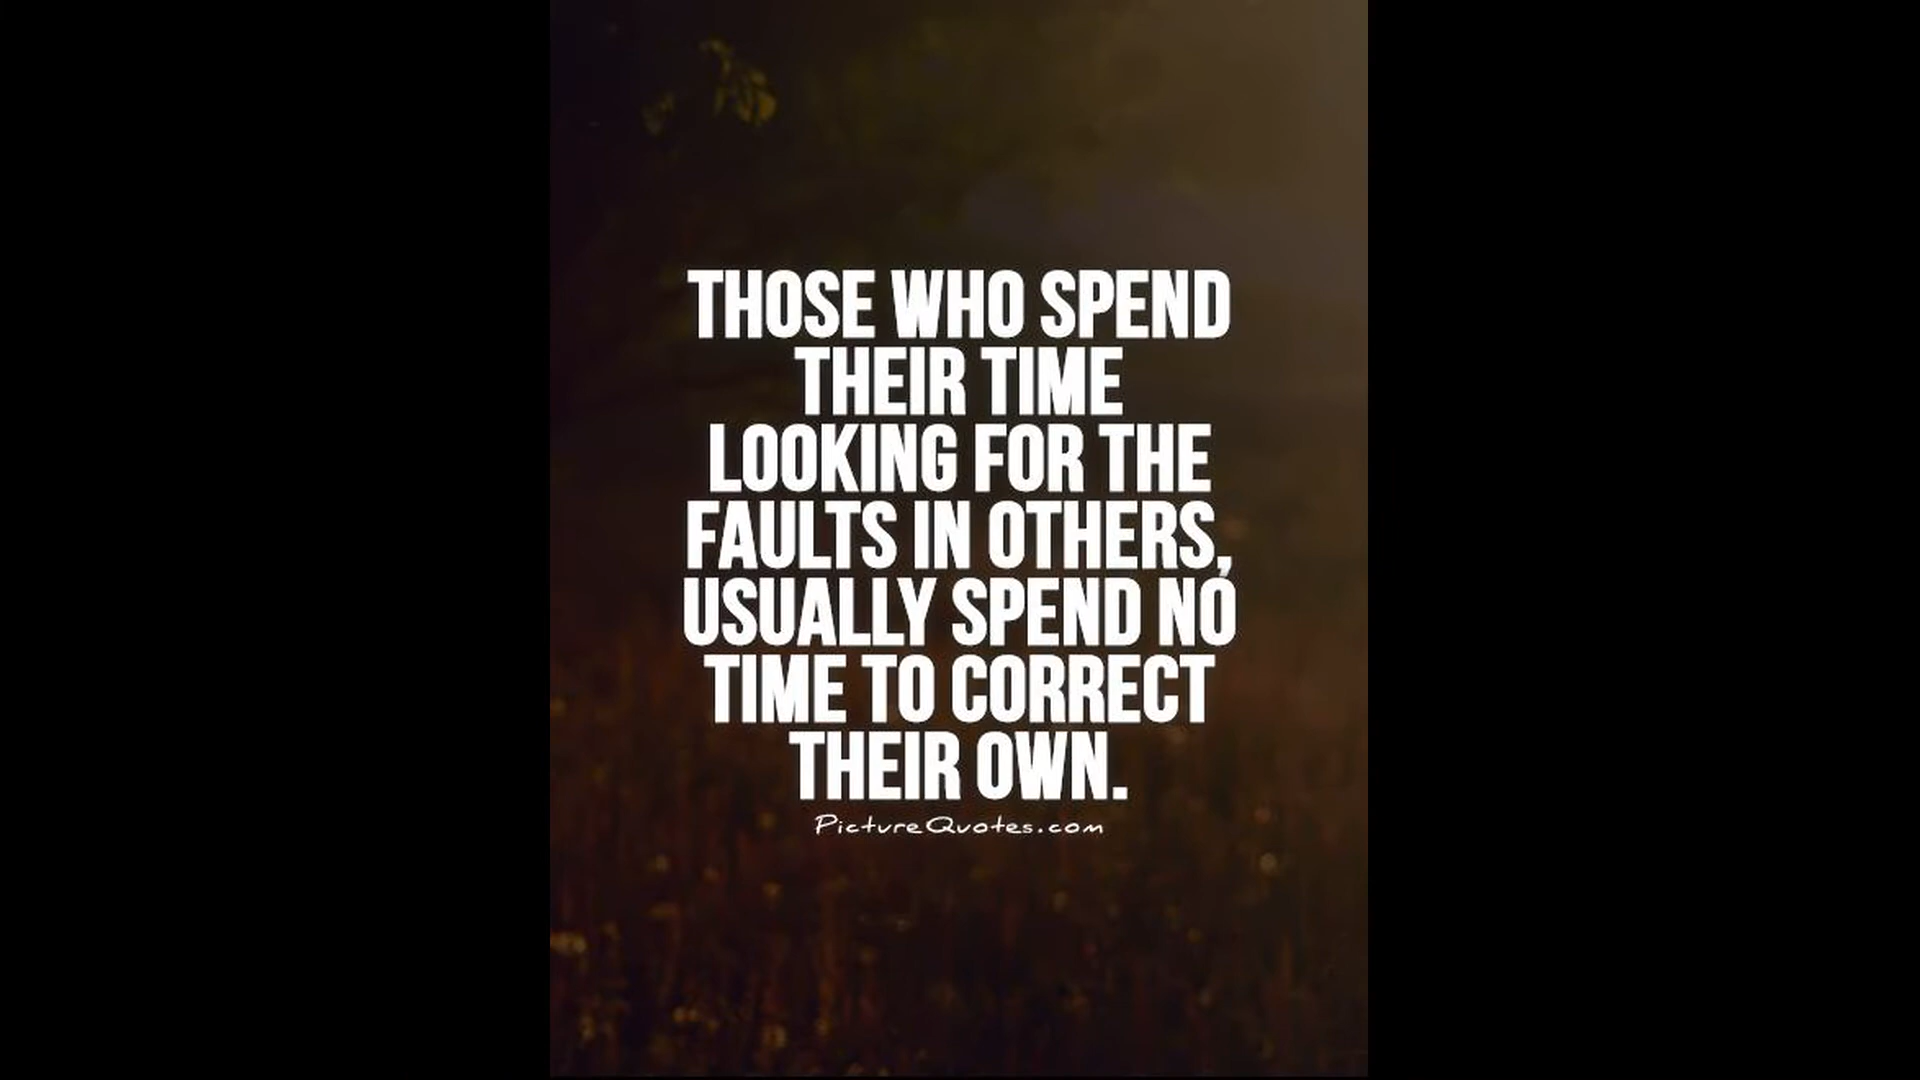 THOSE WHO SPEND
THEIR TIME
LOOKING FOR THE
FAULTS IN OTHERS,
USUALLY SPEND NO
TIME TO CORRECT
THEIR OWN.
PictureQuotes.com